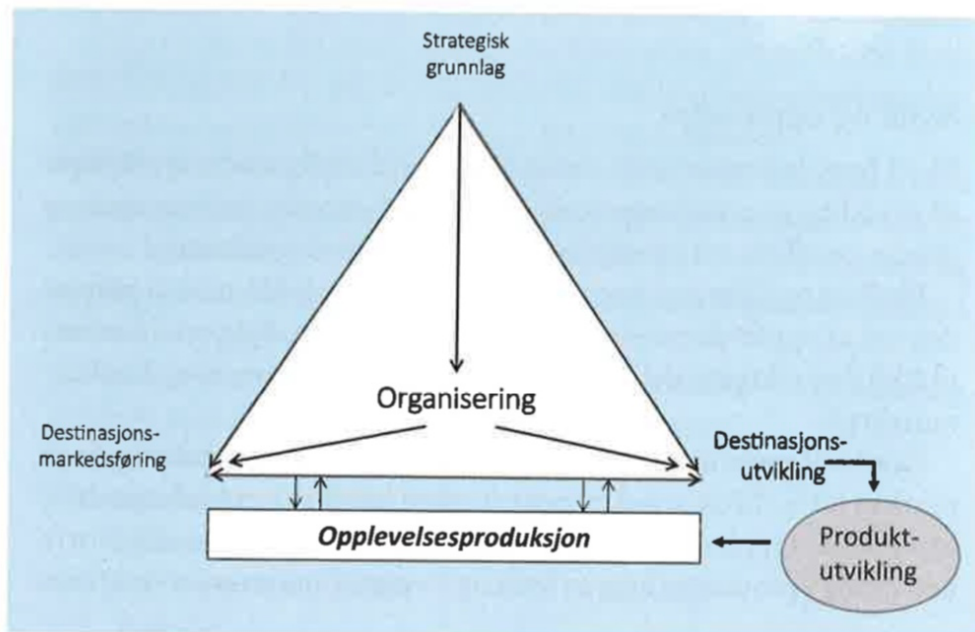 Strategisk
grunnlag
Organisering
Destinasjons-
markedsføring
Destinasjons-
utvikling
Opplevelsesproduksjon
Produkt-
utvikling